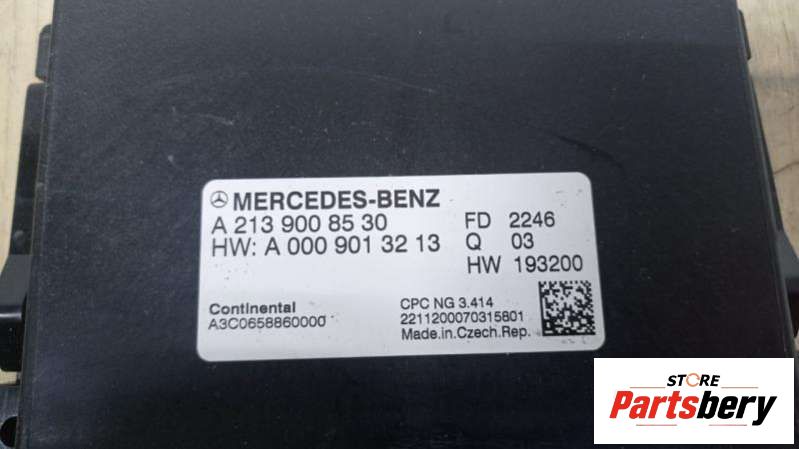 MERCEDES-BENZ
A 213 900 85 30
HW: A 000 901 32 13
FD 2246
Q 03
HW 193200
Continental
A3C0658860000
CPC NG 3.414
2211200070315801
Made.in.Czech.Rep.
STORE
Partsbery